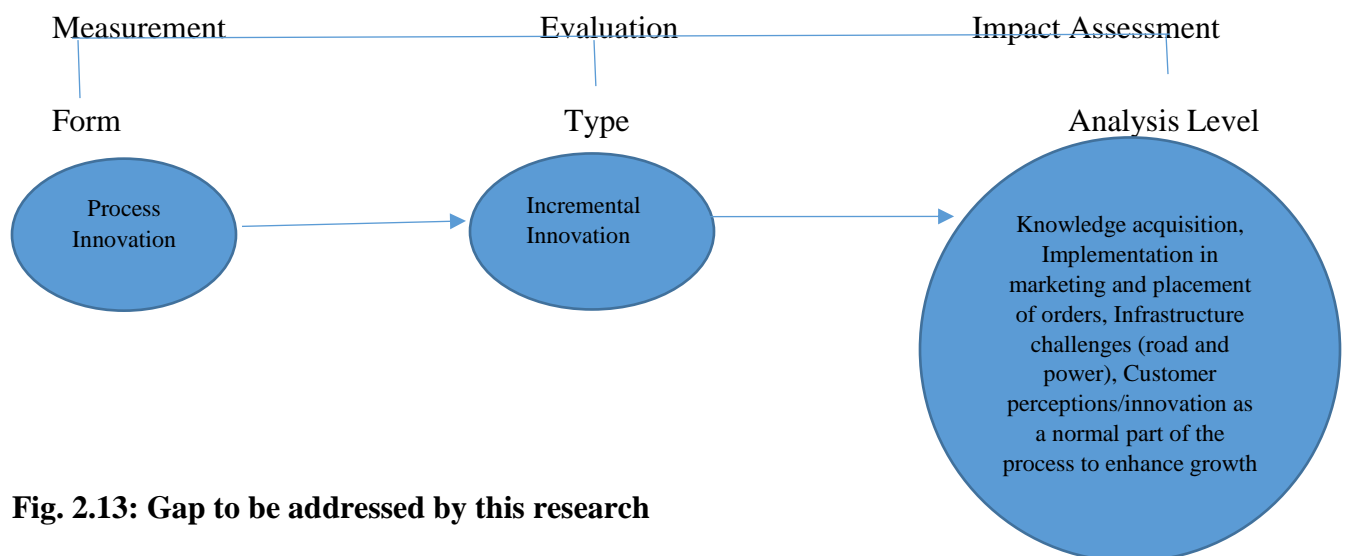 Measurement Evaluation Impact Assessment
Form Type Analysis Level
Process
Innovation
Incremental
Innovation
Knowledge acquisition,
Implementation in
marketing and placement
of orders, Infrastructure
challenges (road and
power), Customer
perceptions/innovation as
a normal part of the
process to enhance growth
Fig. 2.13: Gap to be addressed by this research